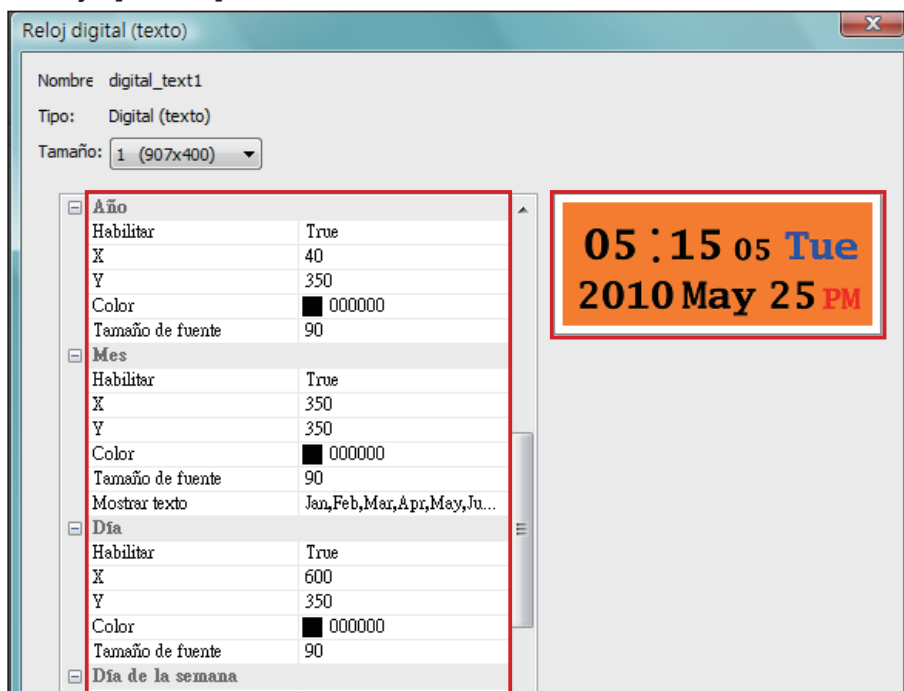 Reloj digital (texto)
Nombre digital_text1
Tipo: Digital (texto)
Tamaño: 1 (907x400)
Año
Habilitar True
X 40
Y 350
Color 000000
Tamaño de fuente 90
Mes
Habilitar True
X 350
Y 350
Color 000000
Tamaño de fuente 90
Mostrar texto Jan,Feb,Mar,Apr,May,Ju...
Día
Habilitar True
X 600
Y 350
Color 000000
Tamaño de fuente 90
Día de la semana
05:15 05 Tue
2010 May 25 PM